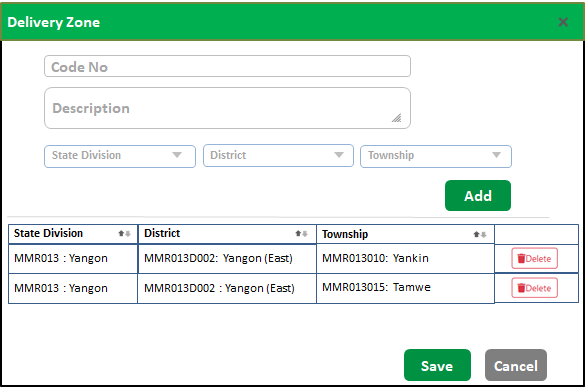 Delivery Zone
Code No
Description
State Division District Township
Add
State Division District Township
MMR013 : Yangon MMR013D002: Yangon (East) MMR013010: Yankin Delete
MMR013 : Yangon MMR013D002 : Yangon (East) MMR013015: Tamwe Delete
Save Cancel